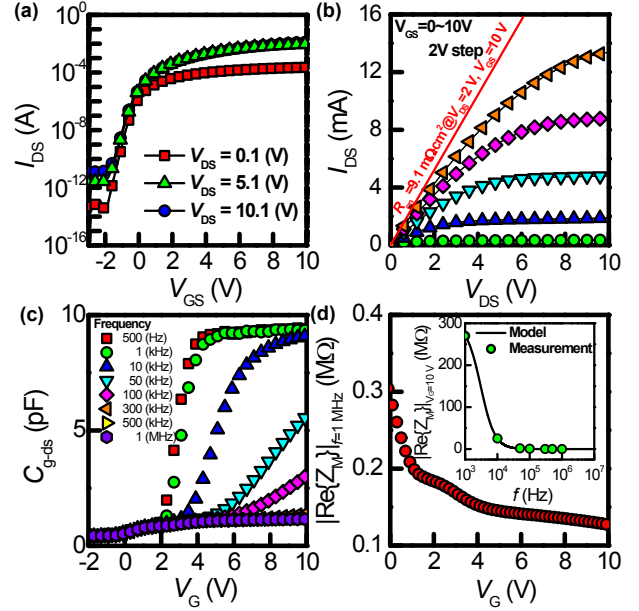 (a)
I_DS (A)
10^-1
10^-4
10^-7
10^-10
10^-12
10^-16
V_DS = 0.1 (V)
V_DS = 5.1 (V)
V_DS = 10.1 (V)
-2 0 2 4 6 8 10
V_GS (V)
(b)
I_DS (mA)
16
12
8
4
0
V_GS=0~10V
2V step
=9.1 mΩcm²@V_DS=2 V, V_GS=10 V
0 2 4 6 8 10
V_DS (V)
(c)
C_g-ds (pF)
10
5
0
Frequency
500 (Hz)
1 (kHz)
10 (kHz)
50 (kHz)
100 (kHz)
300 (kHz)
500 (kHz)
1 (MHz)
-2 0 2 4 6 8 10
V_G (V)
(d)
|Re{Z_M}|_f=1 MHz (MΩ)
0.4
0.3
0.2
0.1
|Re{Z_M}|_Vd=10 V (MΩ)
300
200
100
0
Model
Measurement
10^3 10^4 10^5 10^6 10^7
f (Hz)
0 2 4 6 8 10
V_G (V)